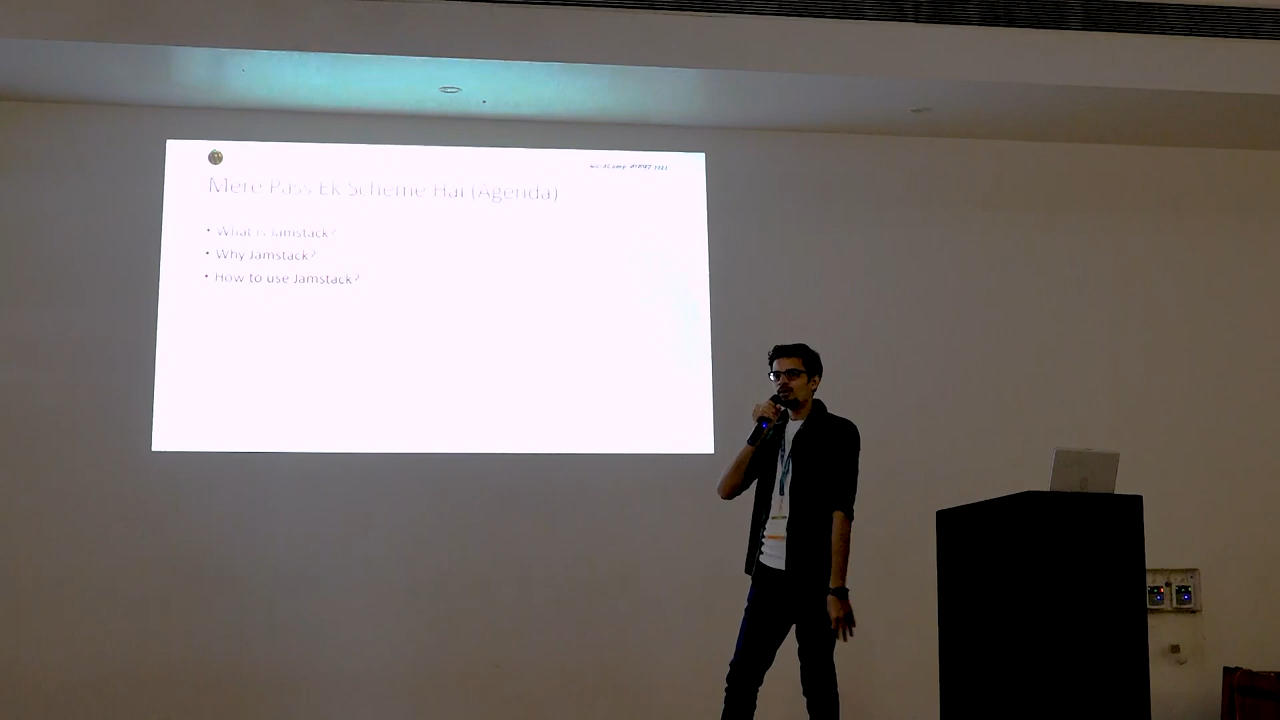 Mere Pass Ek Scheme Hai (Agenda)
• What is Jamstack?
• Why Jamstack?
• How to use Jamstack?